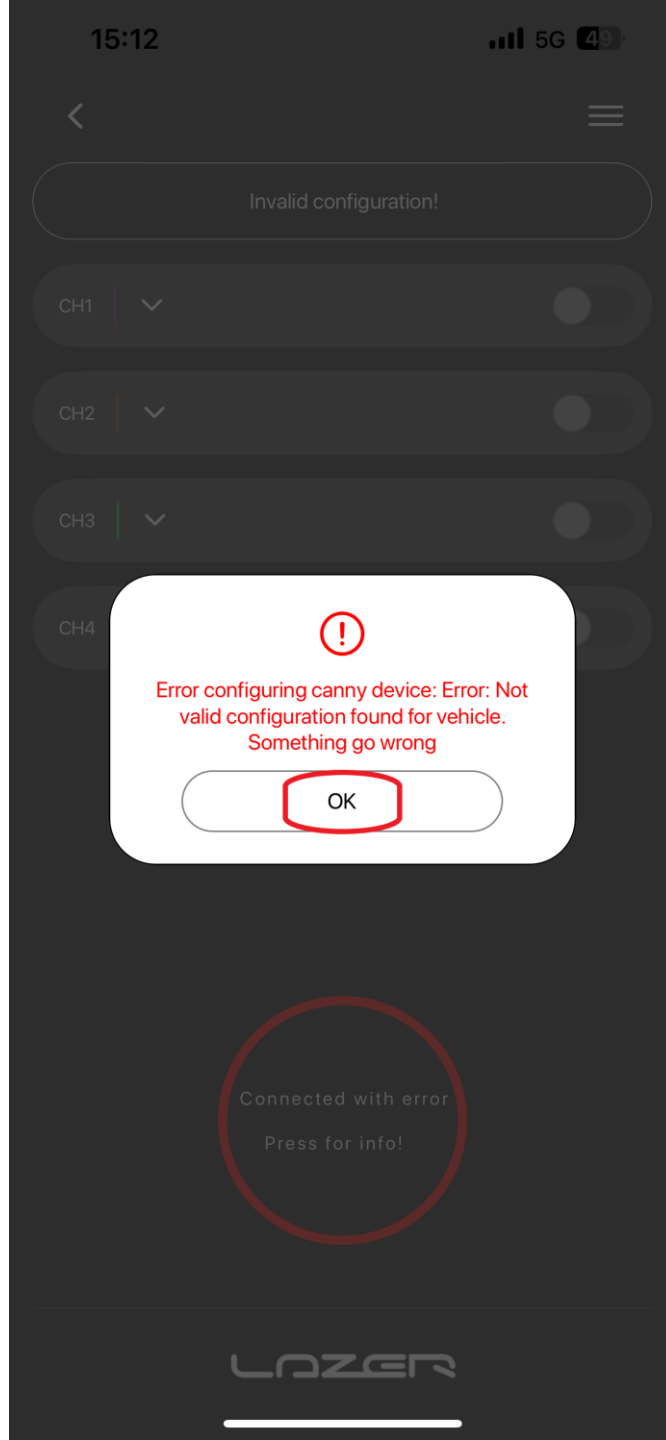 15:12 5G 49
Invalid configuration!
CH1
CH2
CH3
CH4
Error configuring canny device: Error: Not
valid configuration found for vehicle.
Something go wrong
OK
Connected with error
Press for info!
LAZER